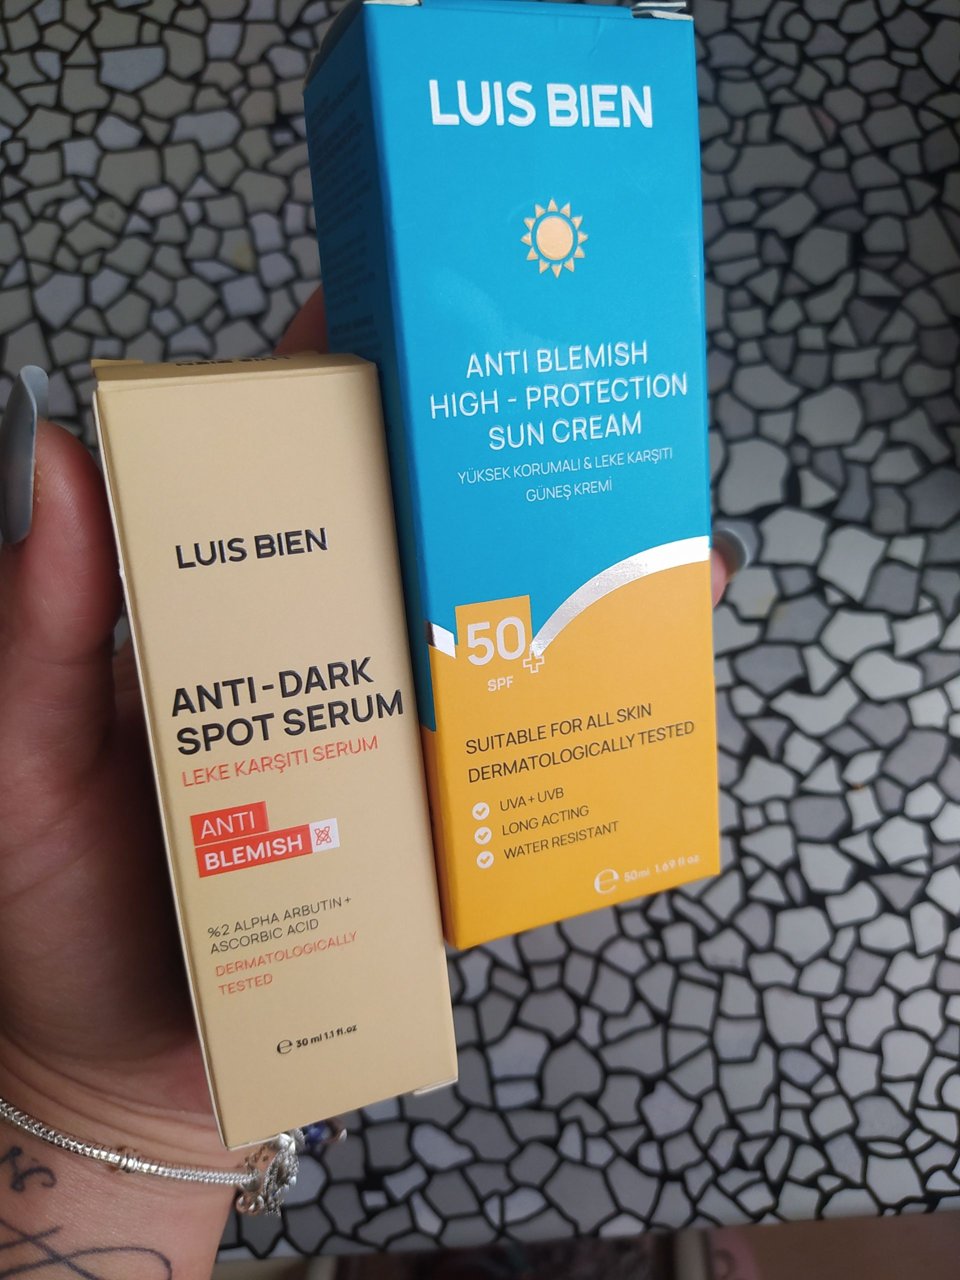 LUIS BIEN
ANTI BLEMISH
HIGH - PROTECTION
SUN CREAM
YÜKSEK KORUMALI & LEKE KARŞITI
GÜNEŞ KREMİ
50+
SPF
SUITABLE FOR ALL SKIN
DERMATOLOGICALLY TESTED
UVA + UVB
LONG ACTING
WATER RESISTANT
℮ 50ml 1.69 fl oz
LUIS BIEN
LUIS BIEN
ANTI-DARK
SPOT SERUM
LEKE KARŞITI SERUM
ANTI
BLEMISH
%2 ALPHA ARBUTIN +
ASCORBIC ACID
DERMATOLOGICALLY
TESTED
℮ 30 ml 1.1 fl.oz